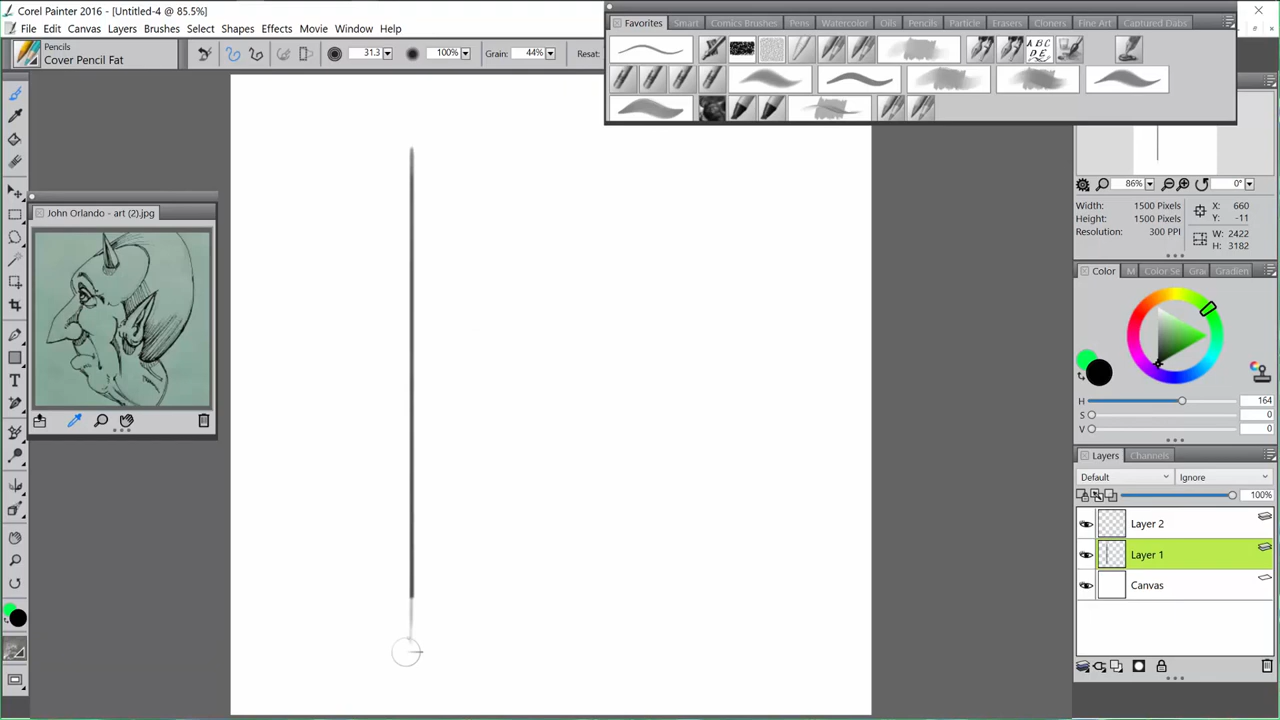 Corel Painter 2016 - [Untitled-4 @ 85.5%]
File Edit Canvas Layers Brushes Select Shapes Effects Movie Window Help
Pencils
Cover Pencil Fat
31.3 100% Grain: 44% Resat:
Favorites Smart Comics Brushes Pens Watercolor Oils Pencils Particle Erasers Cloners Fine Art Captured Dabs
A B C
D E
John Orlando - art (2).jpg
86% 0°
Width: 1500 Pixels X: 660
Height: 1500 Pixels Y: -11
Resolution: 300 PPI W: 2422
H: 3182
Color M Color Se Gra Gradien
H 164
S 0
V 0
Layers Channels
Default Ignore
100%
Layer 2
Layer 1
Canvas
T